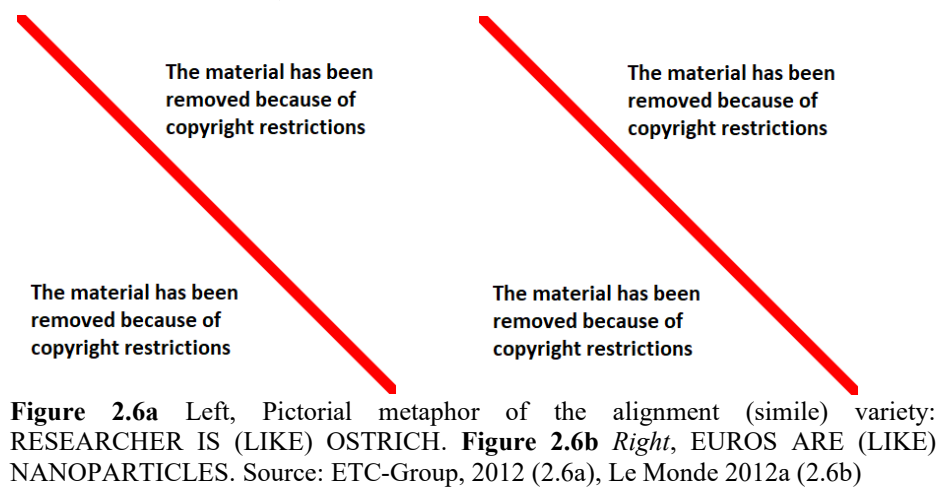 The material has been
removed because of
copyright restrictions
The material has been
removed because of
copyright restrictions
The material has been
removed because of
copyright restrictions
The material has been
removed because of
copyright restrictions
Figure 2.6a Left, Pictorial metaphor of the alignment (simile) variety:
RESEARCHER IS (LIKE) OSTRICH. Figure 2.6b Right, EUROS ARE (LIKE)
NANOPARTICLES. Source: ETC-Group, 2012 (2.6a), Le Monde 2012a (2.6b)